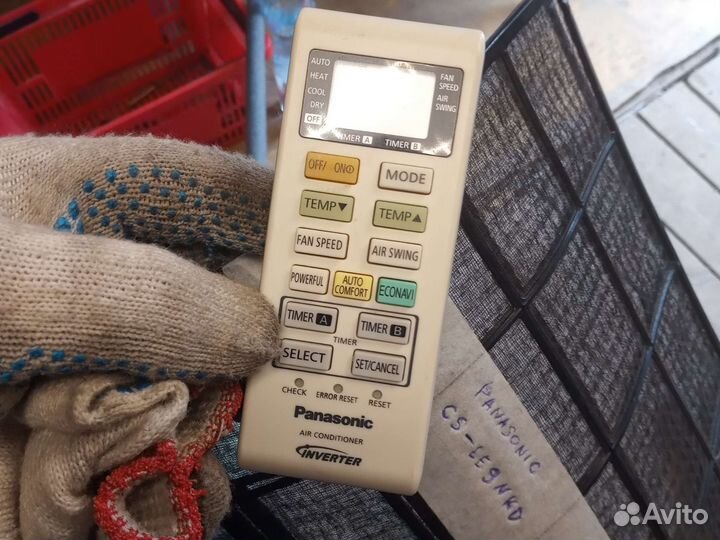 AUTO
HEAT
COOL
DRY
OFF
FAN
SPEED
AIR
SWING
TIMER A TIMER B
OFF/ON
MODE
TEMP▼
TEMP▲
FAN SPEED
AIR SWING
POWERFUL
AUTO
COMFORT
ECONAVI
TIMER A
TIMER B
TIMER
SELECT
SET/CANCEL
CHECK
ERROR RESET
RESET
Panasonic
AIR CONDITIONER
INVERTER
PANASONIC
CS-LE9NKD
Avito